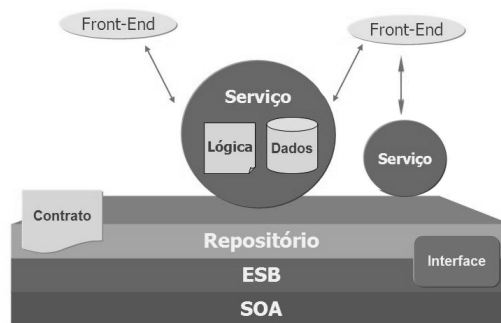 Front-End
Front-End
Serviço
Lógica
Dados
Serviço
Contrato
Repositório
Interface
ESB
SOA